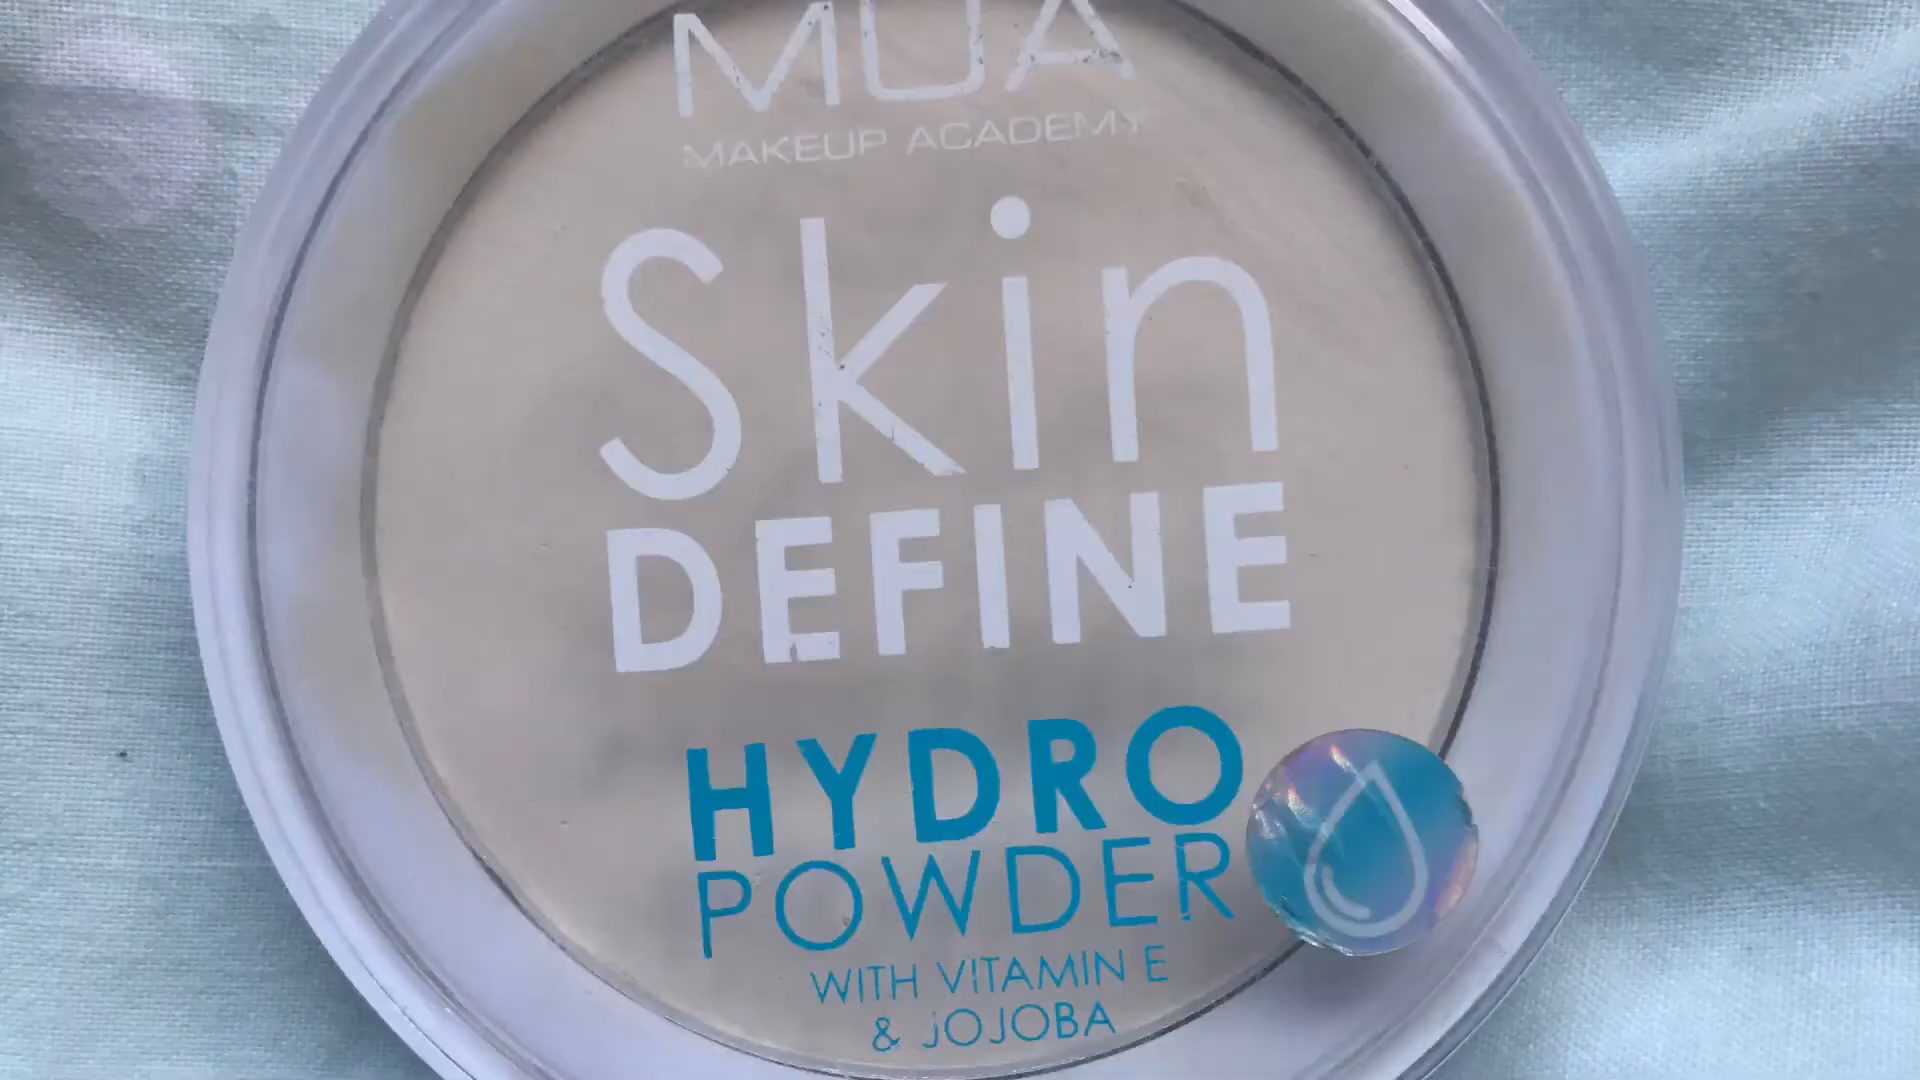 MUA
MAKEUP ACADEMY
Skin
DEFINE
HYDRO
POWDER
WITH VITAMIN E
& JOJOBA